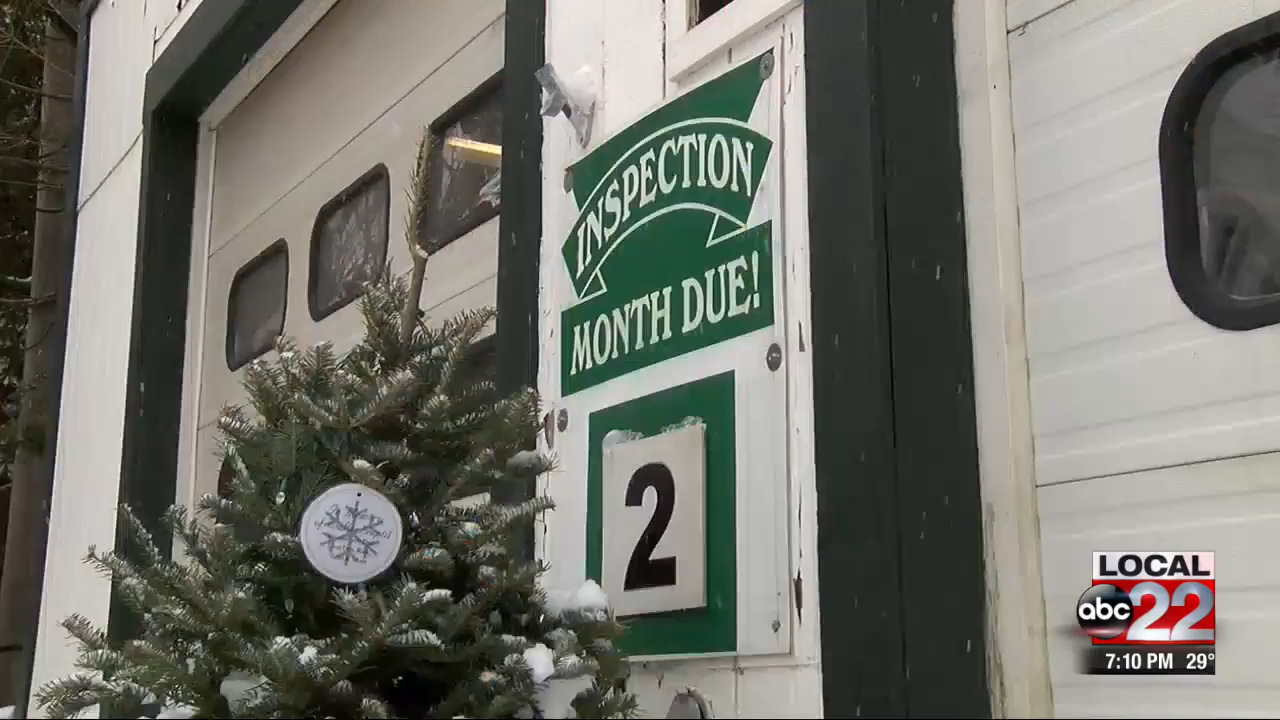 INSPECTION
MONTH DUE!
2
LOCAL
abc 22
7:10 PM 29°